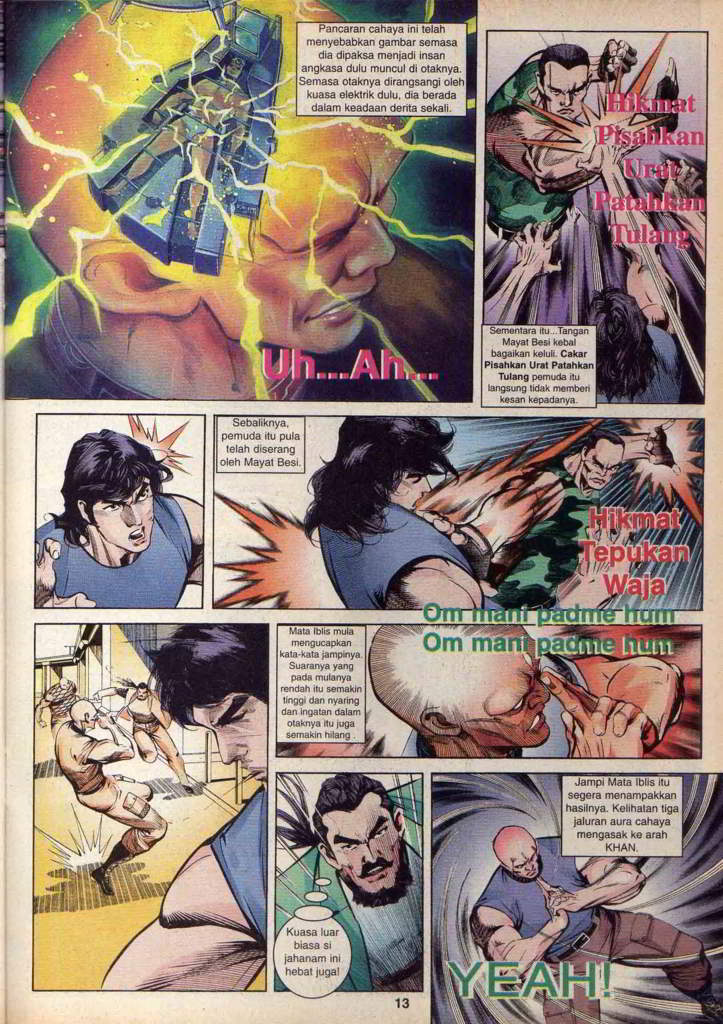 Pancaran cahaya ini telah
menyebabkan gambar semasa
dia dipaksa menjadi insan
angkasa dulu muncul di otaknya.
Semasa otaknya dirangsangi oleh
kuasa elektrik dulu, dia berada
dalam keadaan derita sekali.
Uh...Ah...
Hikmat
Pisahkan
Urat
Patahkan
Tulang
Sementara itu...Tangan
Mayat Besi kebal
bagaikan keluli. Cakar
Pisahkan Urat Patahkan
Tulang pemuda itu
langsung tidak memberi
kesan kepadanya.
Sebaliknya,
pemuda itu pula
telah diserang
oleh Mayat Besi.
Hikmat
Tepukan
Waja
Om mani padme hum
Om mani padme hum
Mata Iblis mula
mengucapkan
kata-kata jampinya.
Suaranya yang
pada mulanya
rendah itu semakin
tinggi dan nyaring
dan ingatan dalam
otaknya itu juga
semakin hilang .
Kuasa luar
biasa si
jahanam ini
hebat juga!
Jampi Mata Iblis itu
segera menampakkan
hasilnya. Kelihatan tiga
jaluran aura cahaya
mengasak ke arah
KHAN.
YEAH!
13